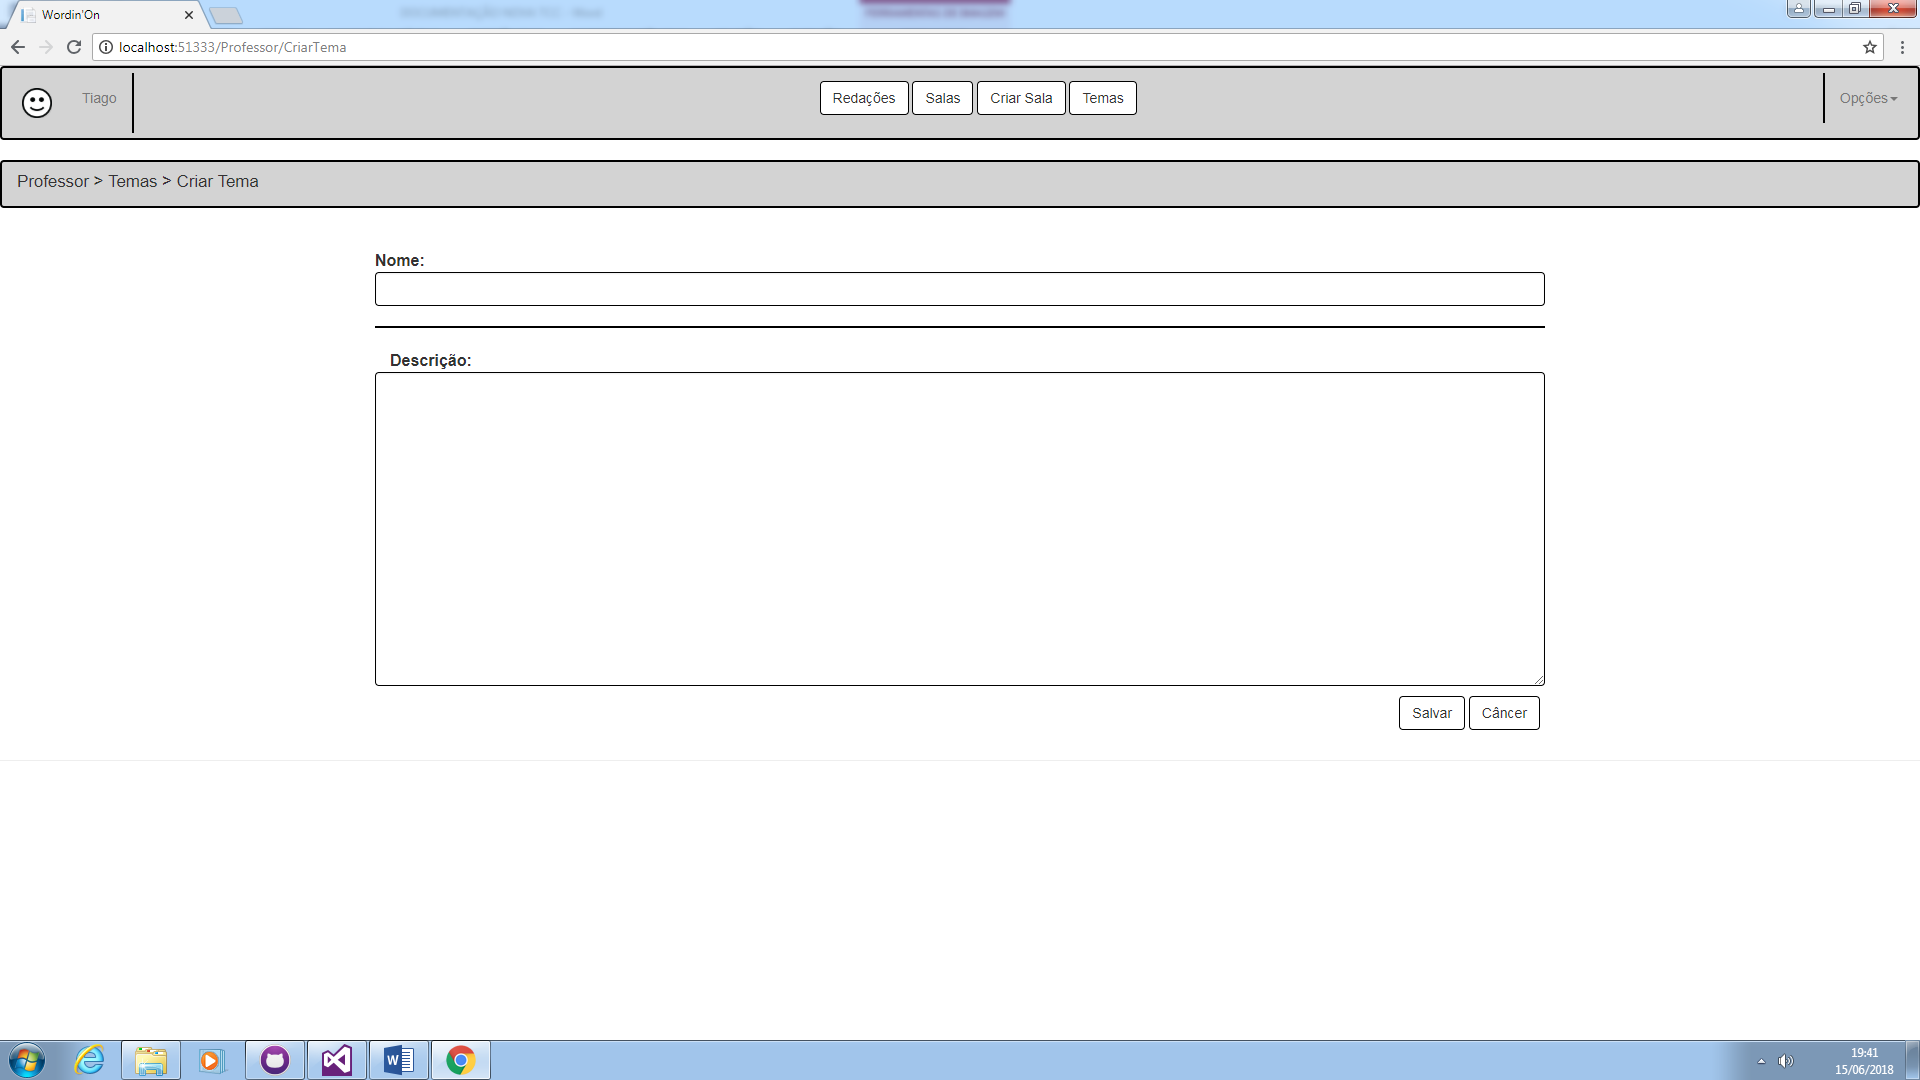 Wordin'On
localhost:51333/Professor/CriarTema
Tiago
Redações
Salas
Criar Sala
Temas
Opções
Professor > Temas > Criar Tema
Nome:
Descrição:
Salvar
Câncer
19:41
15/06/2018